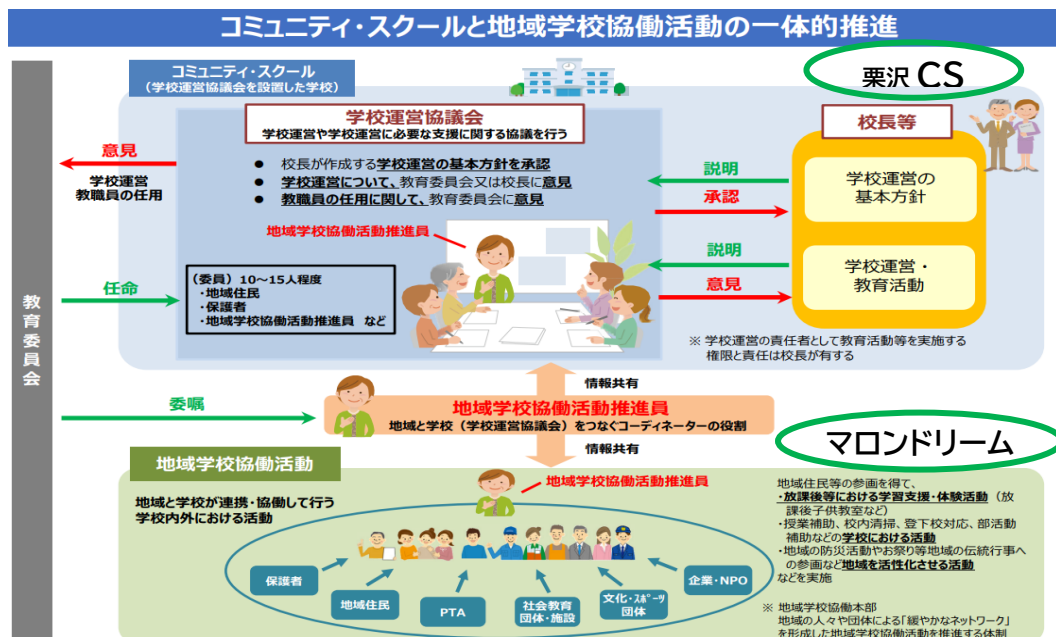 コミュニティ・スクールと地域学校協働活動の一体的推進
コミュニティ・スクール
(学校運営協議会を設置した学校)
栗沢 CS
学校運営協議会
学校運営や学校運営に必要な支援に関する協議を行う
校長等
意見
学校運営
教職員の任用
● 校長が作成する学校運営の基本方針を承認
● 学校運営について、教育委員会又は校長に意見
● 教職員の任用に関して、教育委員会に意見
説明
承認
学校運営の
基本方針
地域学校協働活動推進員
説明
意見
学校運営・
教育活動
任命
(委員)10~15人程度
・地域住民
・保護者
・地域学校協働活動推進員 など
教育委員会
※ 学校運営の責任者として教育活動等を実施する
権限と責任は校長が有する
情報共有
委嘱
地域学校協働活動推進員
地域と学校(学校運営協議会)をつなぐコーディネーターの役割
情報共有
マロンドリーム
地域学校協働活動
地域学校協働活動推進員
地域と学校が連携・協働して行う
学校内外における活動
地域住民等の参画を得て、
・放課後等における学習支援・体験活動(放
課後子供教室など)
・授業補助、校内清掃、登下校対応、部活動
補助などの学校における活動
・地域の防災活動やお祭り等地域の伝統行事へ
の参画など地域を活性化させる活動
などを実施
保護者
地域住民
PTA
社会教育
団体・施設
文化・スポーツ
団体
企業・NPO
※ 地域学校協働本部
地域の人々や団体による「緩やかなネットワーク」
を形成した地域学校協働活動を推進する体制